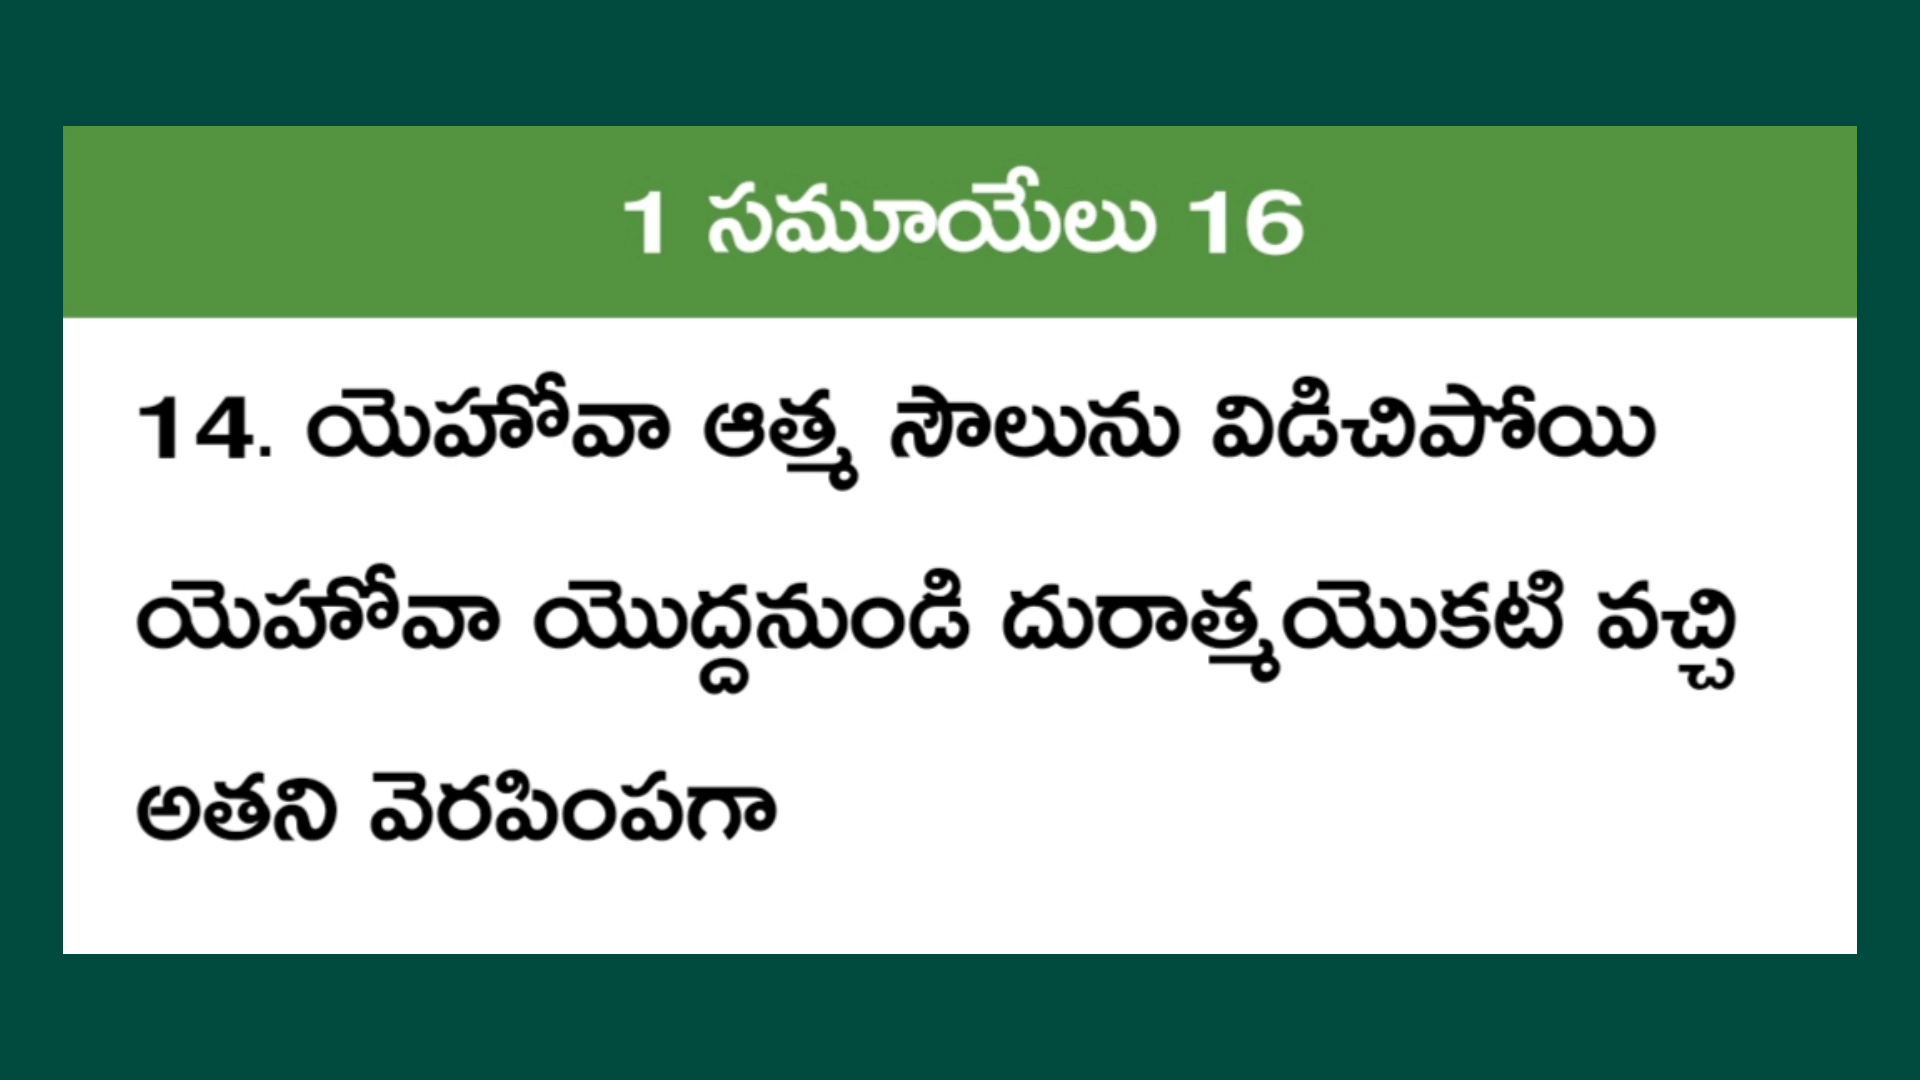 1 సమూయేలు 16
14. యెహోవా ఆత్మ సౌలును విడిచిపోయి
యెహోవా యొద్దనుండి దురాత్మయొకటి వచ్చి
అతని వెరపింపగా